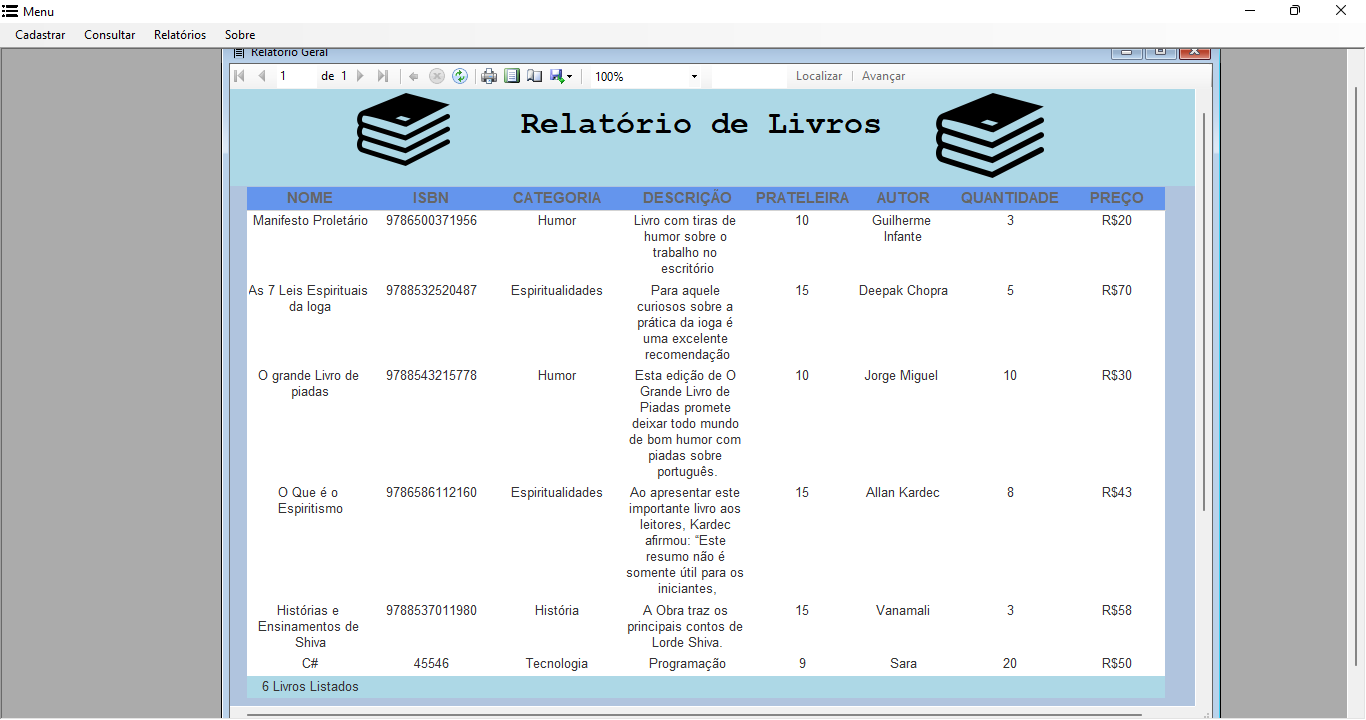 Menu
Cadastrar Consultar Relatórios Sobre
Relatório Geral
1 de 1 100% Localizar Avançar
Relatório de Livros
NOME ISBN CATEGORIA DESCRIÇÃO PRATELEIRA AUTOR QUANTIDADE PREÇO
Manifesto Proletário 9786500371956 Humor Livro com tiras de 10 Guilherme 3 R$20
humor sobre o Infante
trabalho no
escritório
As 7 Leis Espirituais 9788532520487 Espiritualidades Para aquele 15 Deepak Chopra 5 R$70
da Ioga curiosos sobre a
prática da ioga é
uma excelente
recomendação
O grande Livro de 9788543215778 Humor Esta edição de O 10 Jorge Miguel 10 R$30
piadas Grande Livro de
Piadas promete
deixar todo mundo
de bom humor com
piadas sobre
português.
O Que é o 9786586112160 Espiritualidades Ao apresentar este 15 Allan Kardec 8 R$43
Espiritismo importante livro aos
leitores, Kardec
afirmou: “Este
resumo não é
somente útil para os
iniciantes,
Histórias e 9788537011980 História A Obra traz os 15 Vanamali 3 R$58
Ensinamentos de principais contos de
Shiva Lorde Shiva.
C# 45546 Tecnologia Programação 9 Sara 20 R$50
6 Livros Listados